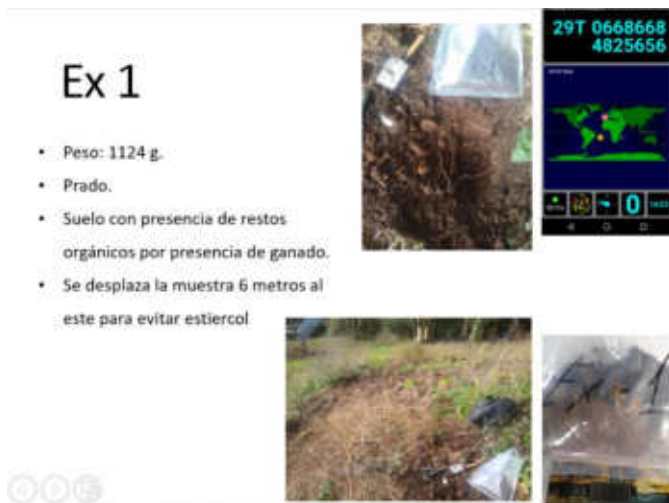 Ex 1
• Peso: 1124 g.
• Prado.
• Suelo con presencia de restos
orgánicos por presencia de ganado.
• Se desplaza la muestra 6 metros al
este para evitar estiercol
29T 0668668
4825656
0